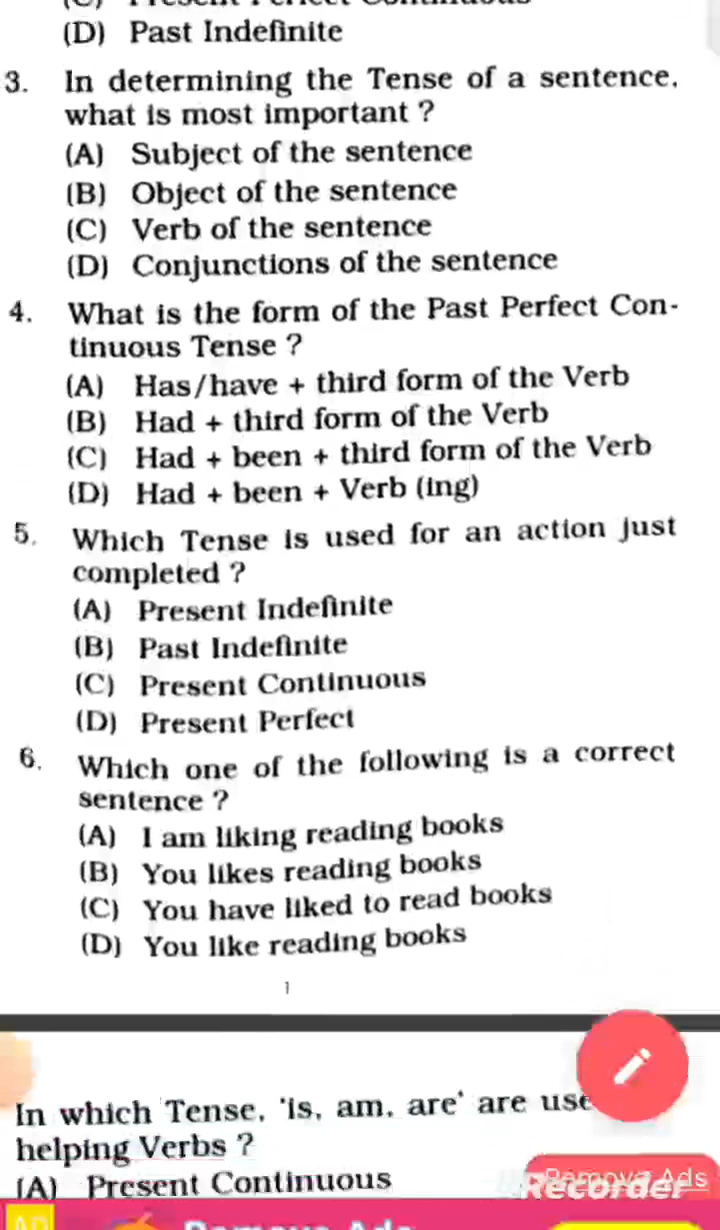 (D) Past Indefinite
3. In determining the Tense of a sentence,
what is most important ?
(A) Subject of the sentence
(B) Object of the sentence
(C) Verb of the sentence
(D) Conjunctions of the sentence
4. What is the form of the Past Perfect Con-
tinuous Tense ?
(A) Has/have + third form of the Verb
(B) Had + third form of the Verb
(C) Had + been + third form of the Verb
(D) Had + been + Verb (ing)
5. Which Tense is used for an action just
completed ?
(A) Present Indefinite
(B) Past Indefinite
(C) Present Continuous
(D) Present Perfect
6. Which one of the following is a correct
sentence ?
(A) I am liking reading books
(B) You likes reading books
(C) You have liked to read books
(D) You like reading books
1
In which Tense, 'is, am, are' are use
helping Verbs ?
(A) Present Continuous
Remove Ads
Recorder
AD